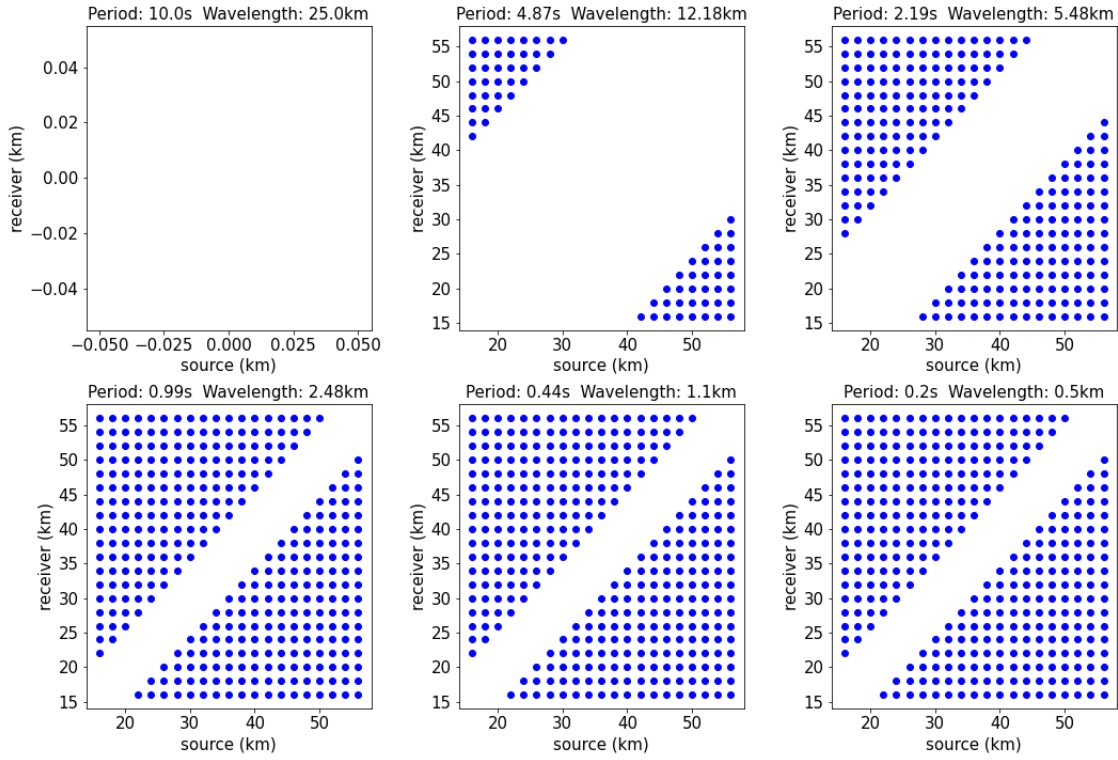 Period: 10.0s Wavelength: 25.0km
0.04
0.02
0.00
−0.02
−0.04
receiver (km)
−0.050 −0.025 0.000 0.025 0.050
source (km)
Period: 4.87s Wavelength: 12.18km
55
50
45
40
35
30
25
20
15
receiver (km)
20 30 40 50
source (km)
Period: 2.19s Wavelength: 5.48km
55
50
45
40
35
30
25
20
15
receiver (km)
20 30 40 50
source (km)
Period: 0.99s Wavelength: 2.48km
55
50
45
40
35
30
25
20
15
receiver (km)
20 30 40 50
source (km)
Period: 0.44s Wavelength: 1.1km
55
50
45
40
35
30
25
20
15
receiver (km)
20 30 40 50
source (km)
Period: 0.2s Wavelength: 0.5km
55
50
45
40
35
30
25
20
15
receiver (km)
20 30 40 50
source (km)